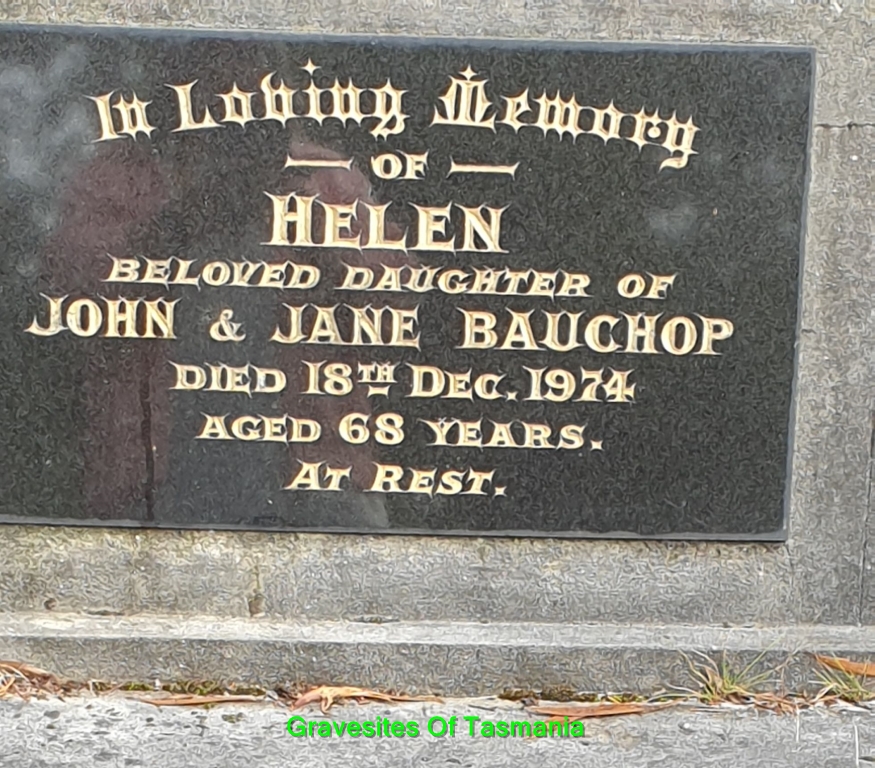 In Loving Memory
— OF —
HELEN
BELOVED DAUGHTER OF
JOHN & JANE BAUCHOP
DIED 18TH DEC. 1974
AGED 68 YEARS.
AT REST.
Gravesites Of Tasmania